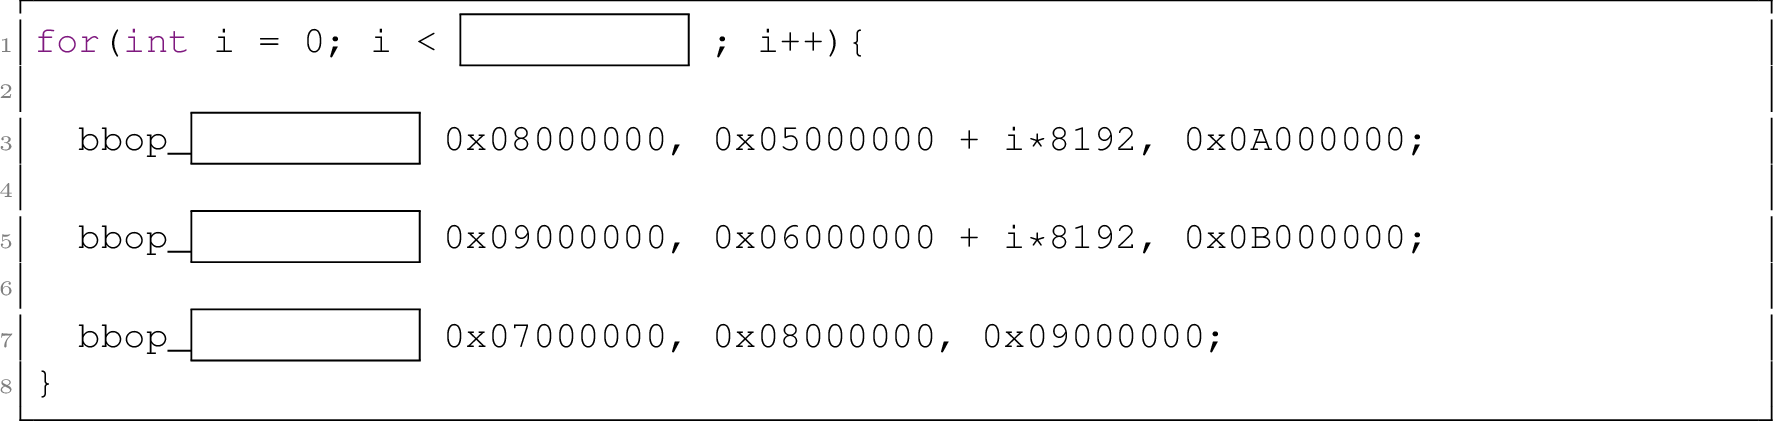 1 for(int i = 0; i < ; i++){
2
3 bbop_ 0x08000000, 0x05000000 + i*8192, 0x0A000000;
4
5 bbop_ 0x09000000, 0x06000000 + i*8192, 0x0B000000;
6
7 bbop_ 0x07000000, 0x08000000, 0x09000000;
8 }